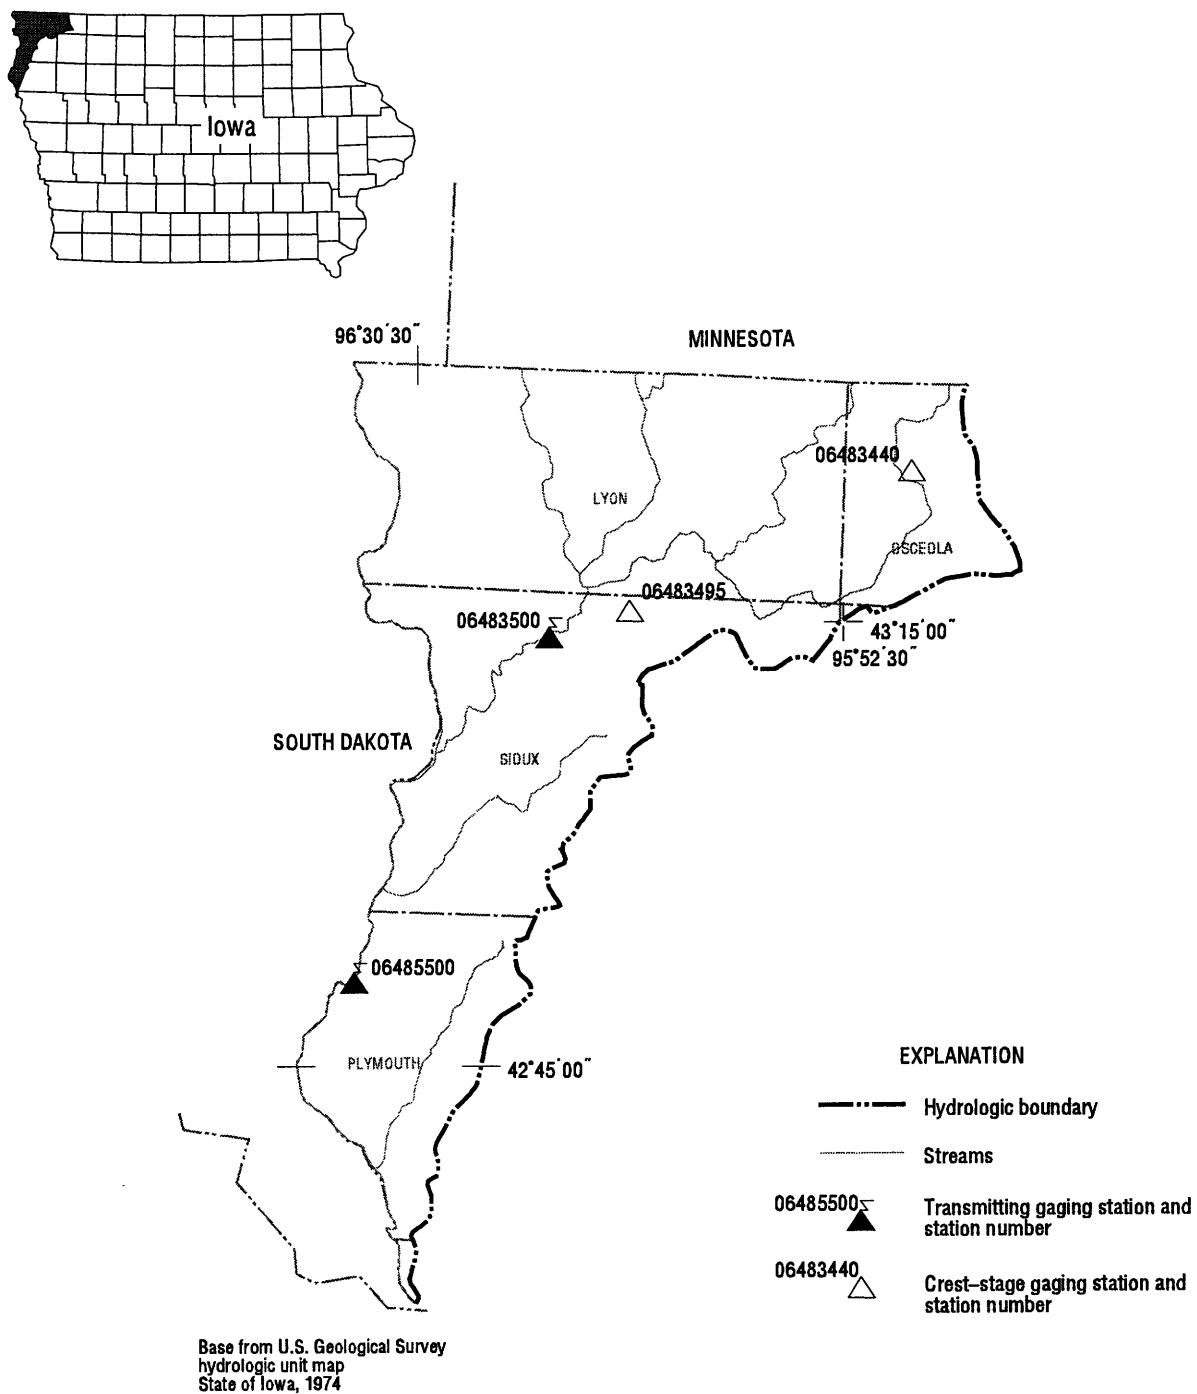 Iowa
96°30′30″
MINNESOTA
06483440
LYON
OSCEOLA
06483495
06483500
43°15′00″
95°52′30″
SOUTH DAKOTA
SIOUX
06485500
PLYMOUTH
42°45′00″
EXPLANATION
Hydrologic boundary
Streams
06485500
Transmitting gaging station and
station number
06483440
Crest–stage gaging station and
station number
Base from U.S. Geological Survey
hydrologic unit map
State of Iowa, 1974